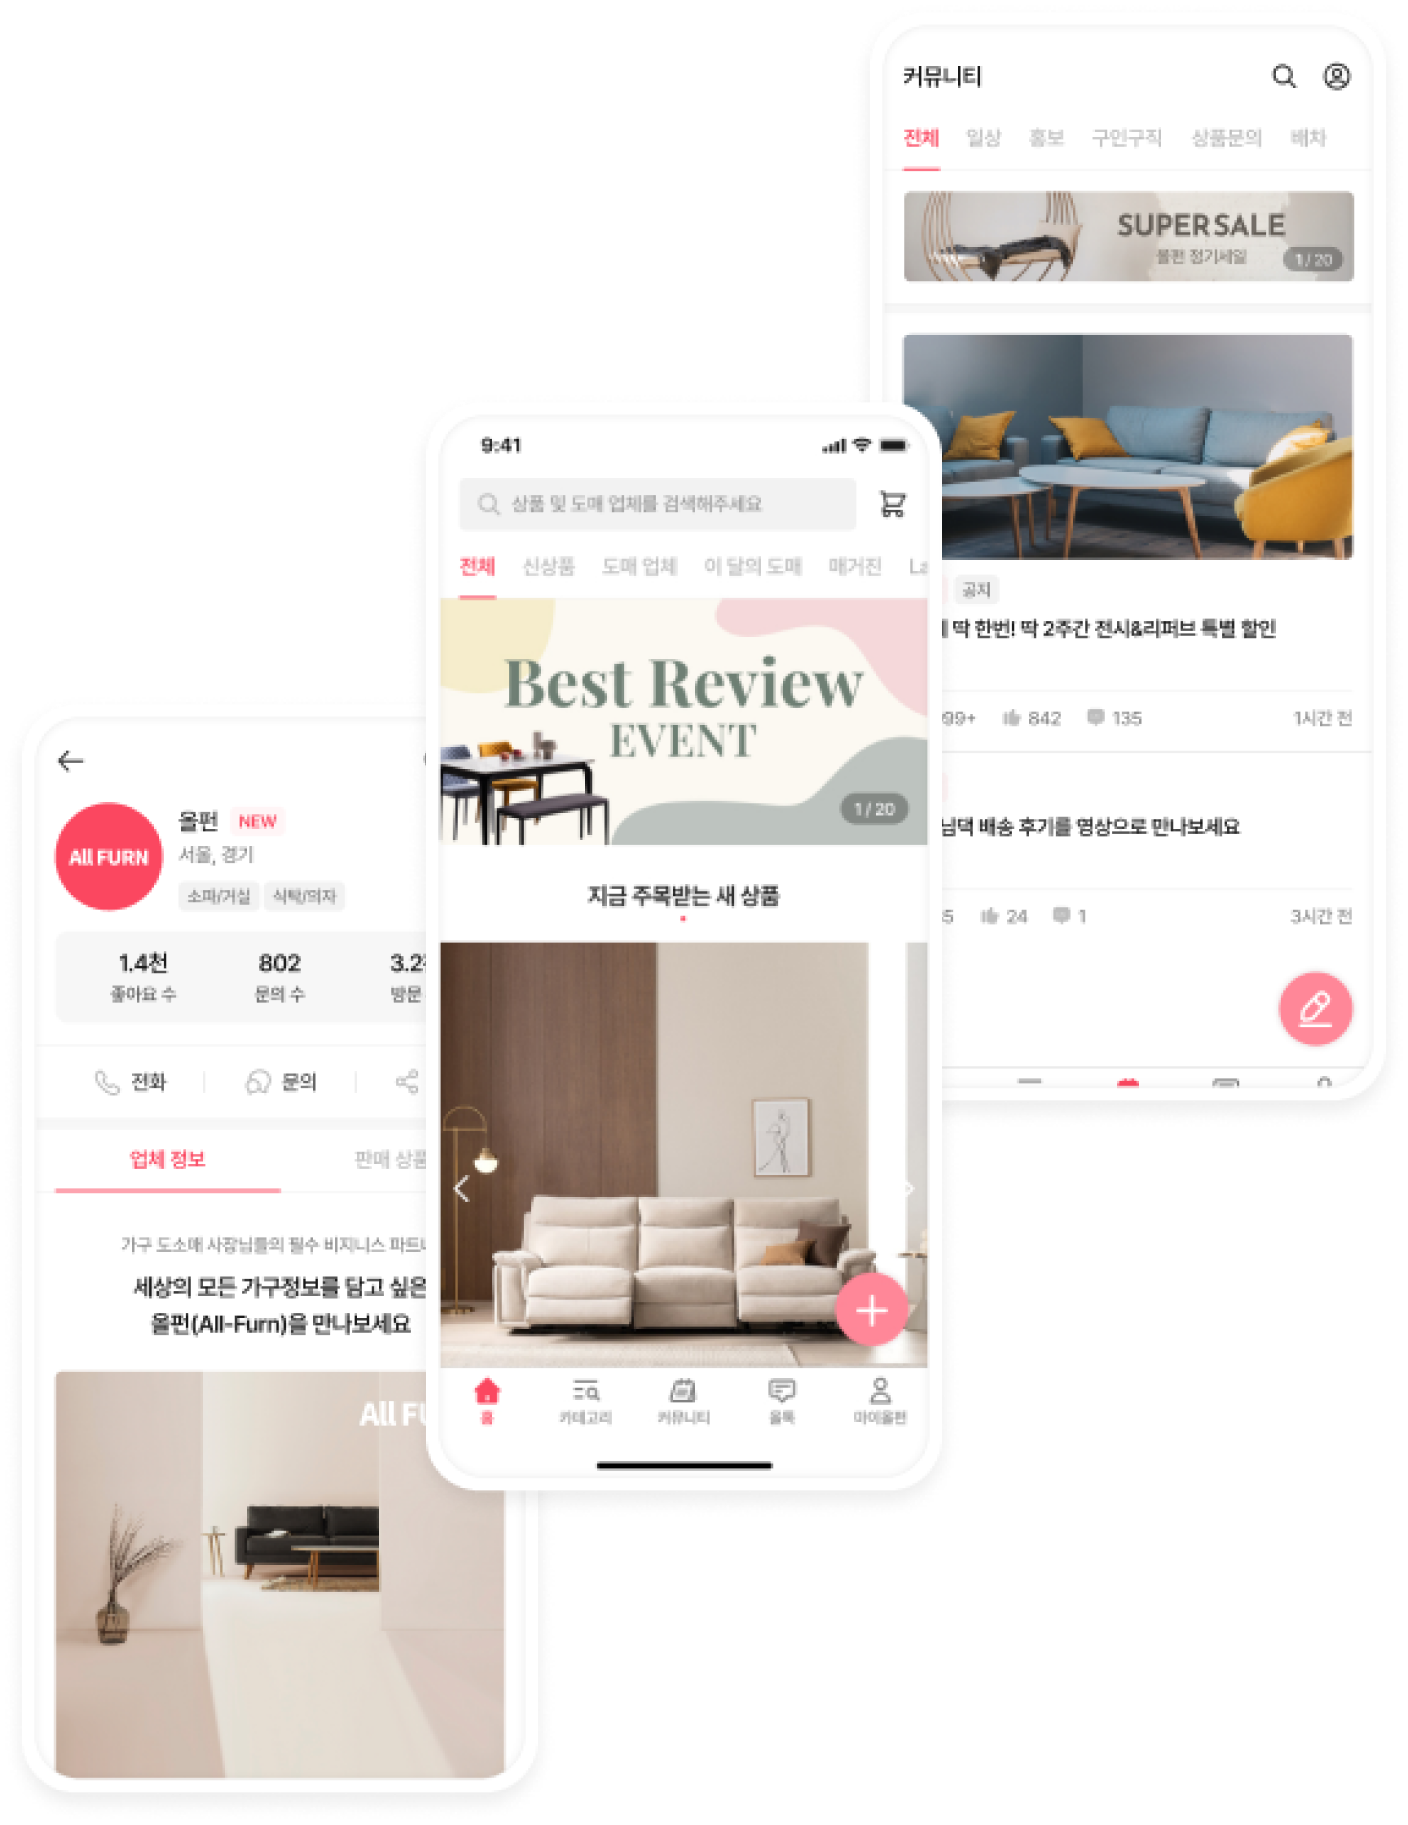 커뮤니티
전체 일상 홍보 구인구직 상품문의 배차
SUPER SALE
올펀 정기세일
1 / 20
공지
딱 한번! 딱 2주간 전시&리퍼브 특별 할인
99+ 842 135 1시간 전
배송 후기를 영상으로 만나보세요
5 24 1 3시간 전
9:41
상품 및 도매 업체를 검색해주세요
전체 신상품 도매 업체 이 달의 도매 매거진 La
Best Review
EVENT
1 / 20
지금 주목받는 새 상품
홈 카테고리 커뮤니티 올톡 마이올펀
All FURN
올펀 NEW
서울, 경기
소파/거실 식탁/의자
1.4천 802 3.2
좋아요 수 문의 수 방문
전화 문의
업체 정보 판매 상품
가구 도소매 사장님들의 필수 비지니스 파트
세상의 모든 가구정보를 담고 싶은
올펀(All-Furn)을 만나보세요
All FU